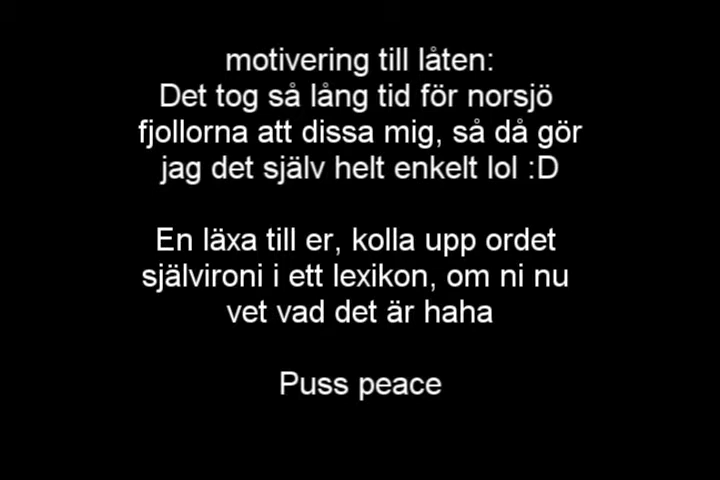 motivering till låten:
Det tog så lång tid för norsjö
fjollorna att dissa mig, så då gör
jag det själv helt enkelt lol :D
En läxa till er, kolla upp ordet
självironi i ett lexikon, om ni nu
vet vad det är haha
Puss peace